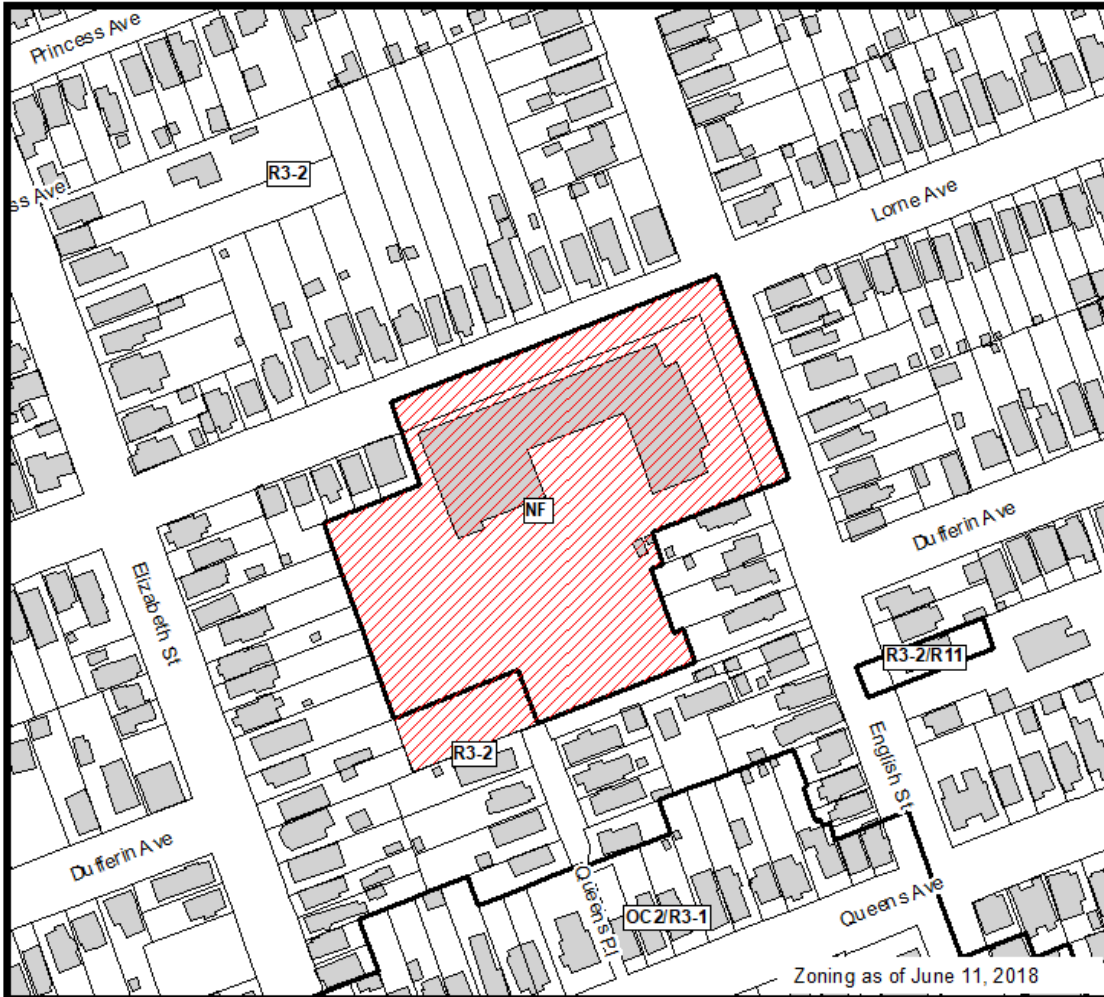 Princess Ave
R3-2
ss Ave
Lorne Ave
NF
Dufferin Ave
Elizabeth St
R3-2/R11
R3-2
English St
Dufferin Ave
Queens Pl
OC2/R3-1
Queens Ave
Zoning as of June 11, 2018